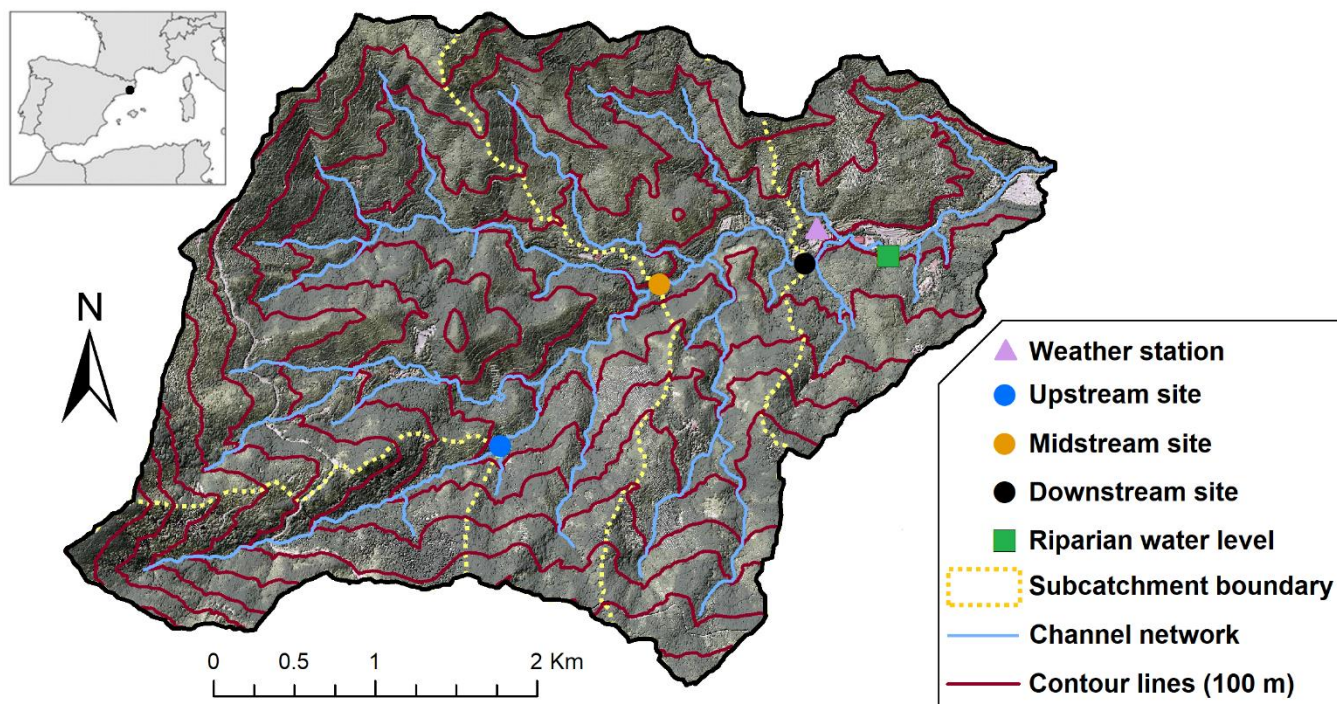 N
0 0.5 1 2 Km
Weather station
Upstream site
Midstream site
Downstream site
Riparian water level
Subcatchment boundary
Channel network
Contour lines (100 m)